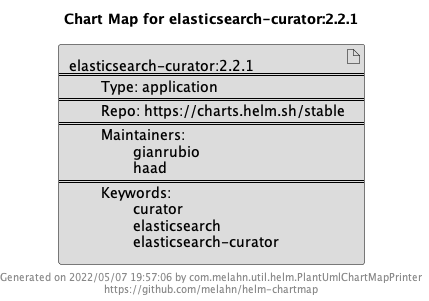 Chart Map for elasticsearch-curator:2.2.1
elasticsearch-curator:2.2.1
Type: application
Repo: https://charts.helm.sh/stable
Maintainers:
gianrubio
haad
Keywords:
curator
elasticsearch
elasticsearch-curator
Generated on 2022/05/07 19:57:06 by com.melahn.util.helm.PlantUmlChartMapPrinter
https://github.com/melahn/helm-chartmap